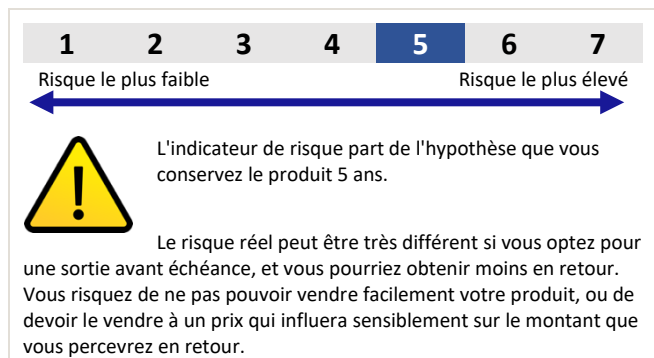 1 2 3 4 5 6 7
Risque le plus faible Risque le plus élevé
L'indicateur de risque part de l'hypothèse que vous
conservez le produit 5 ans.
Le risque réel peut être très différent si vous optez pour
une sortie avant échéance, et vous pourriez obtenir moins en retour.
Vous risquez de ne pas pouvoir vendre facilement votre produit, ou de
devoir le vendre à un prix qui influera sensiblement sur le montant que
vous percevrez en retour.